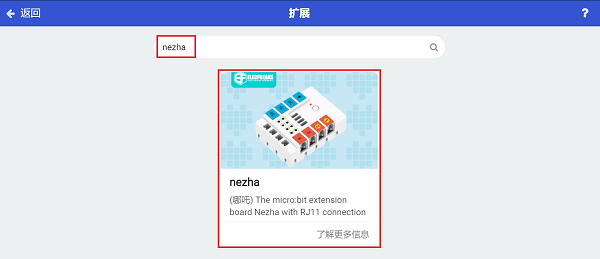 返回
扩展
?
nezha
ELECFREAKS
nezha
(哪吒) The micro:bit extension
board Nezha with RJ11 connection
了解更多信息